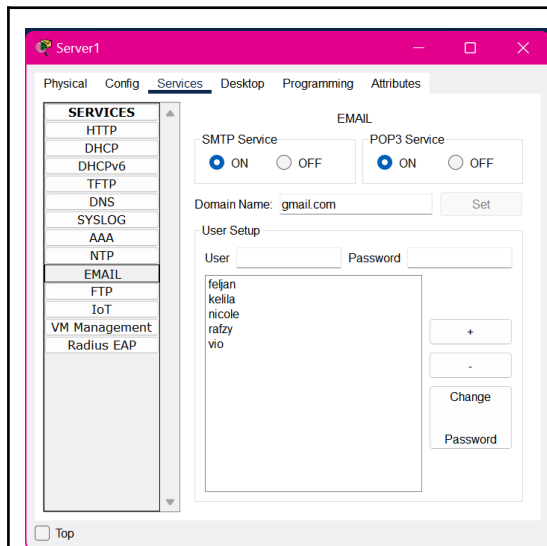 Server1
Physical Config Services Desktop Programming Attributes
SERVICES
HTTP
DHCP
DHCPv6
TFTP
DNS
SYSLOG
AAA
NTP
EMAIL
FTP
IoT
VM Management
Radius EAP
EMAIL
SMTP Service
ON OFF
POP3 Service
ON OFF
Domain Name: gmail.com Set
User Setup
User Password
feljan
kelila
nicole
rafzy
vio
+
-
Change
Password
Top